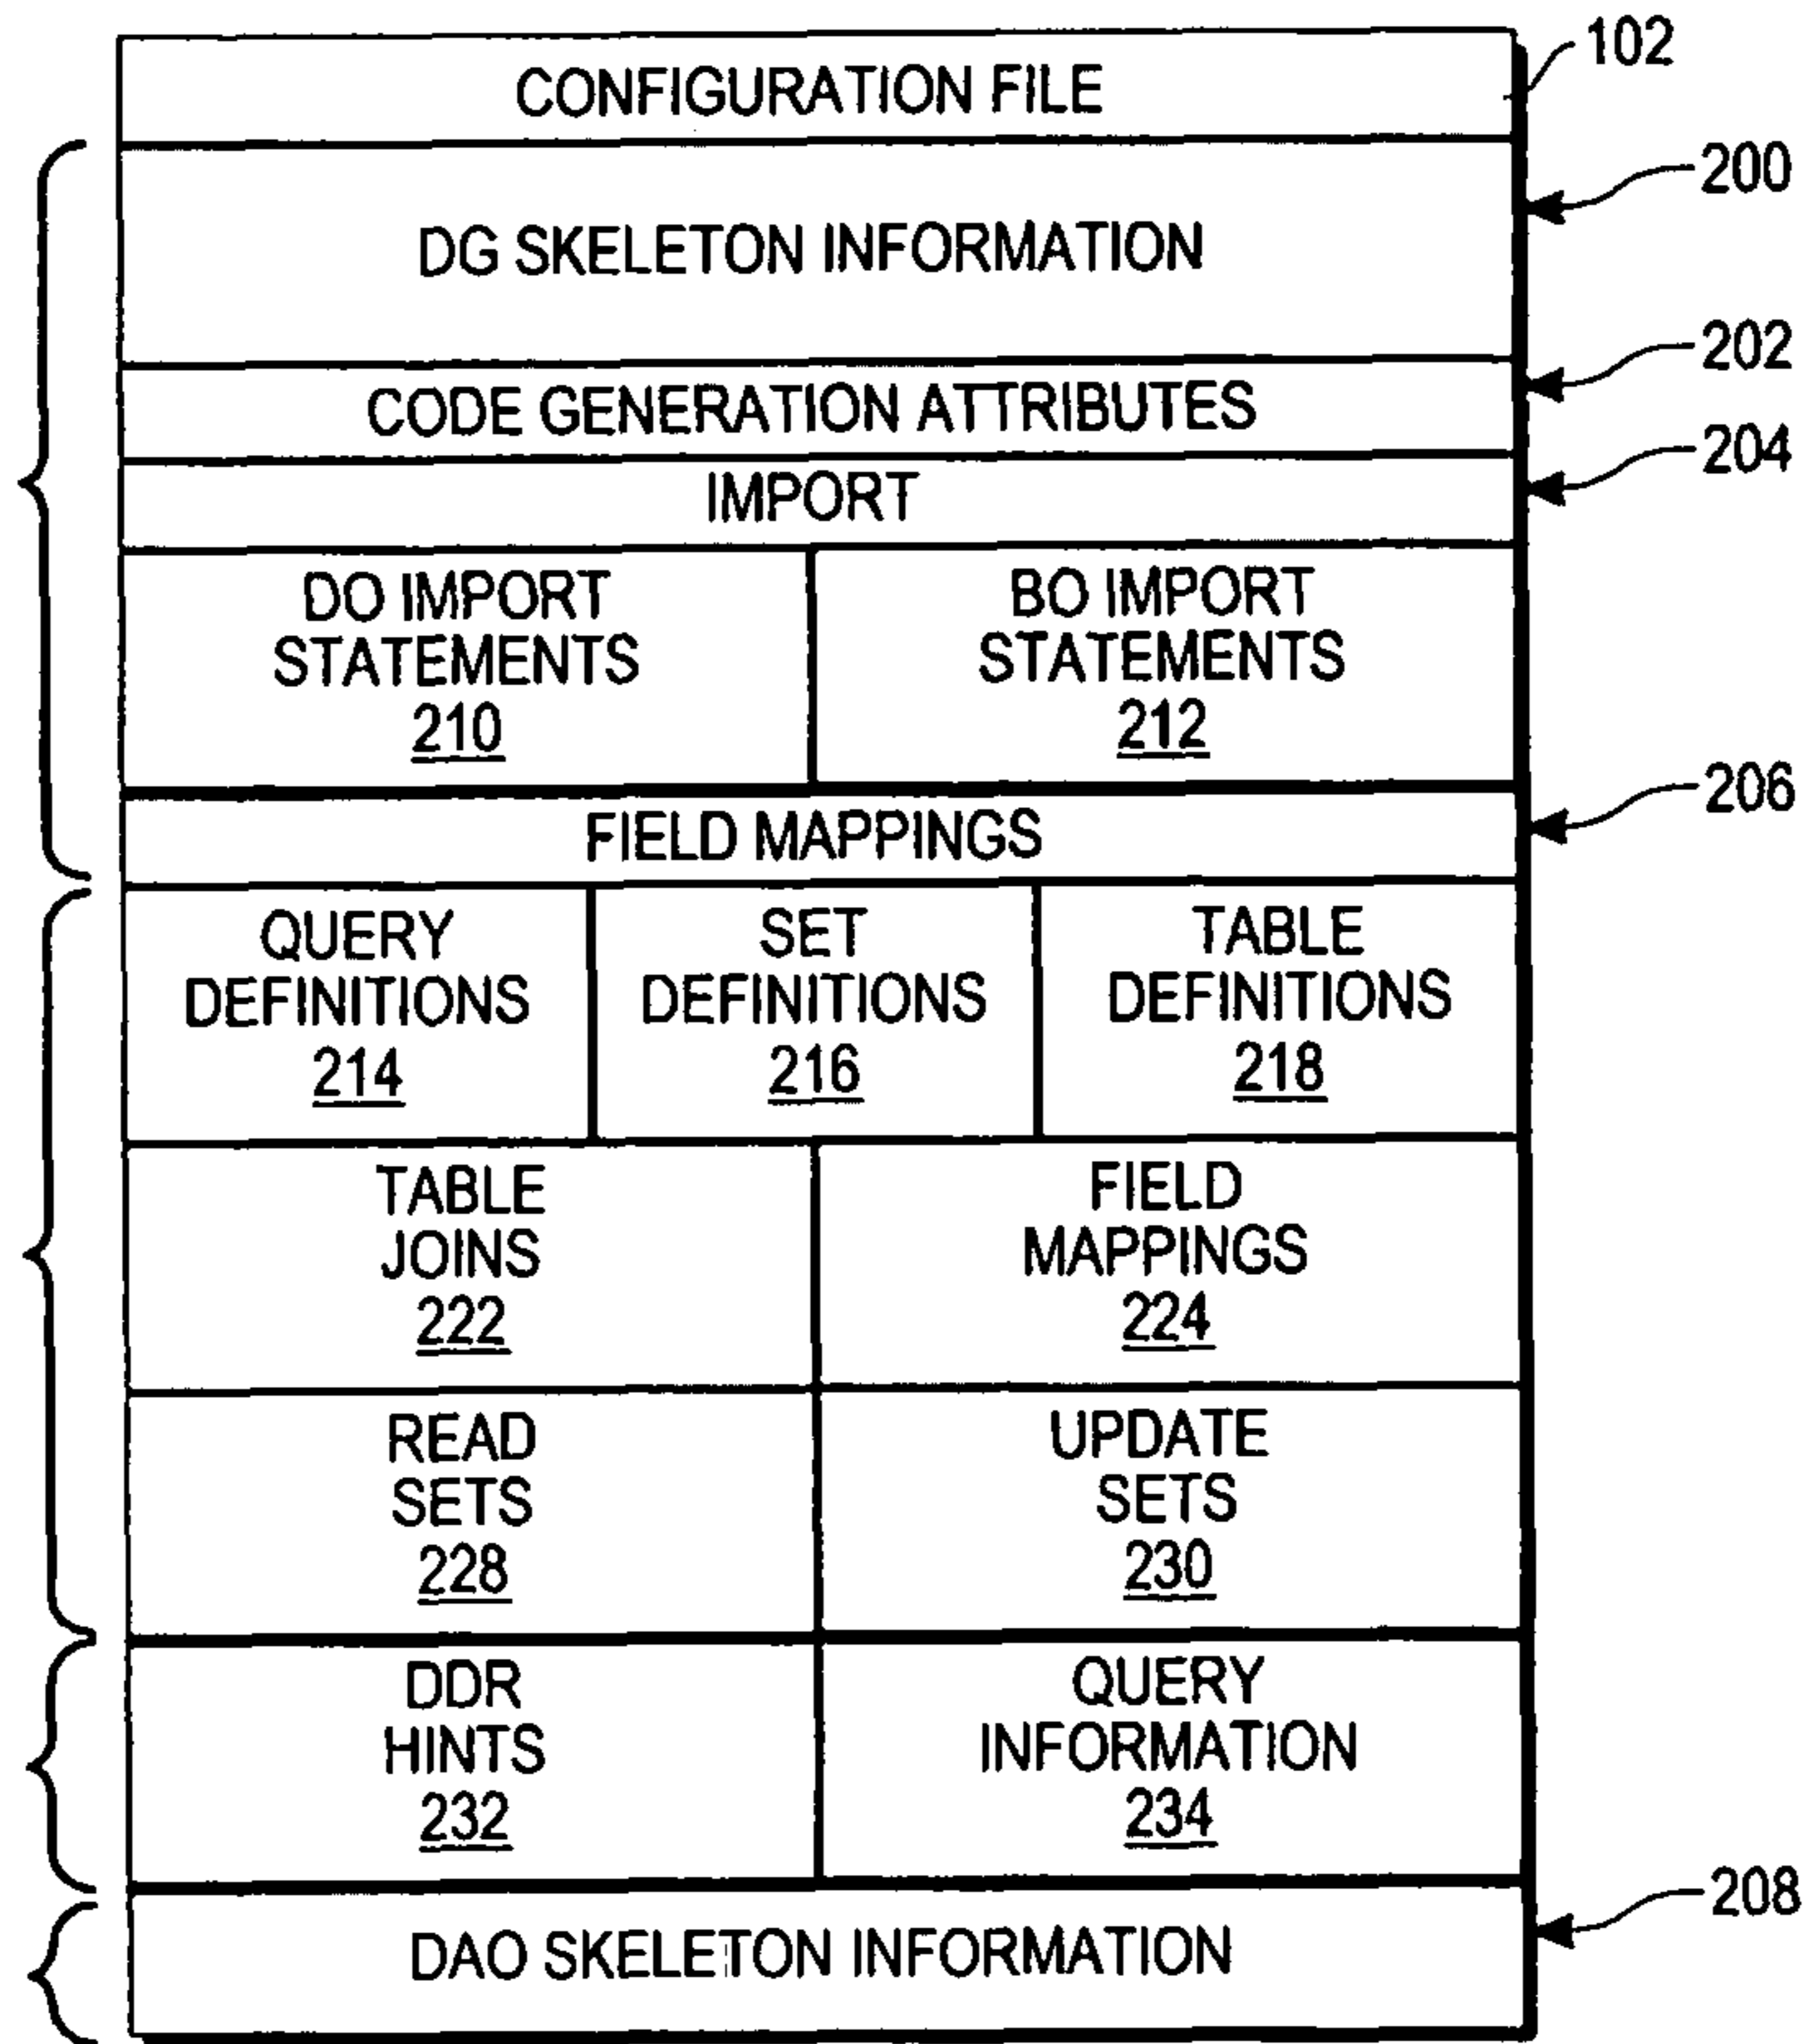 CONFIGURATION FILE
102
DG SKELETON INFORMATION
200
CODE GENERATION ATTRIBUTES
202
IMPORT
204
DO IMPORT
STATEMENTS
210
BO IMPORT
STATEMENTS
212
FIELD MAPPINGS
206
QUERY
DEFINITIONS
214
SET
DEFINITIONS
216
TABLE
DEFINITIONS
218
TABLE
JOINS
222
FIELD
MAPPINGS
224
READ
SETS
228
UPDATE
SETS
230
DDR
HINTS
232
QUERY
INFORMATION
234
DAO SKELETON INFORMATION
208